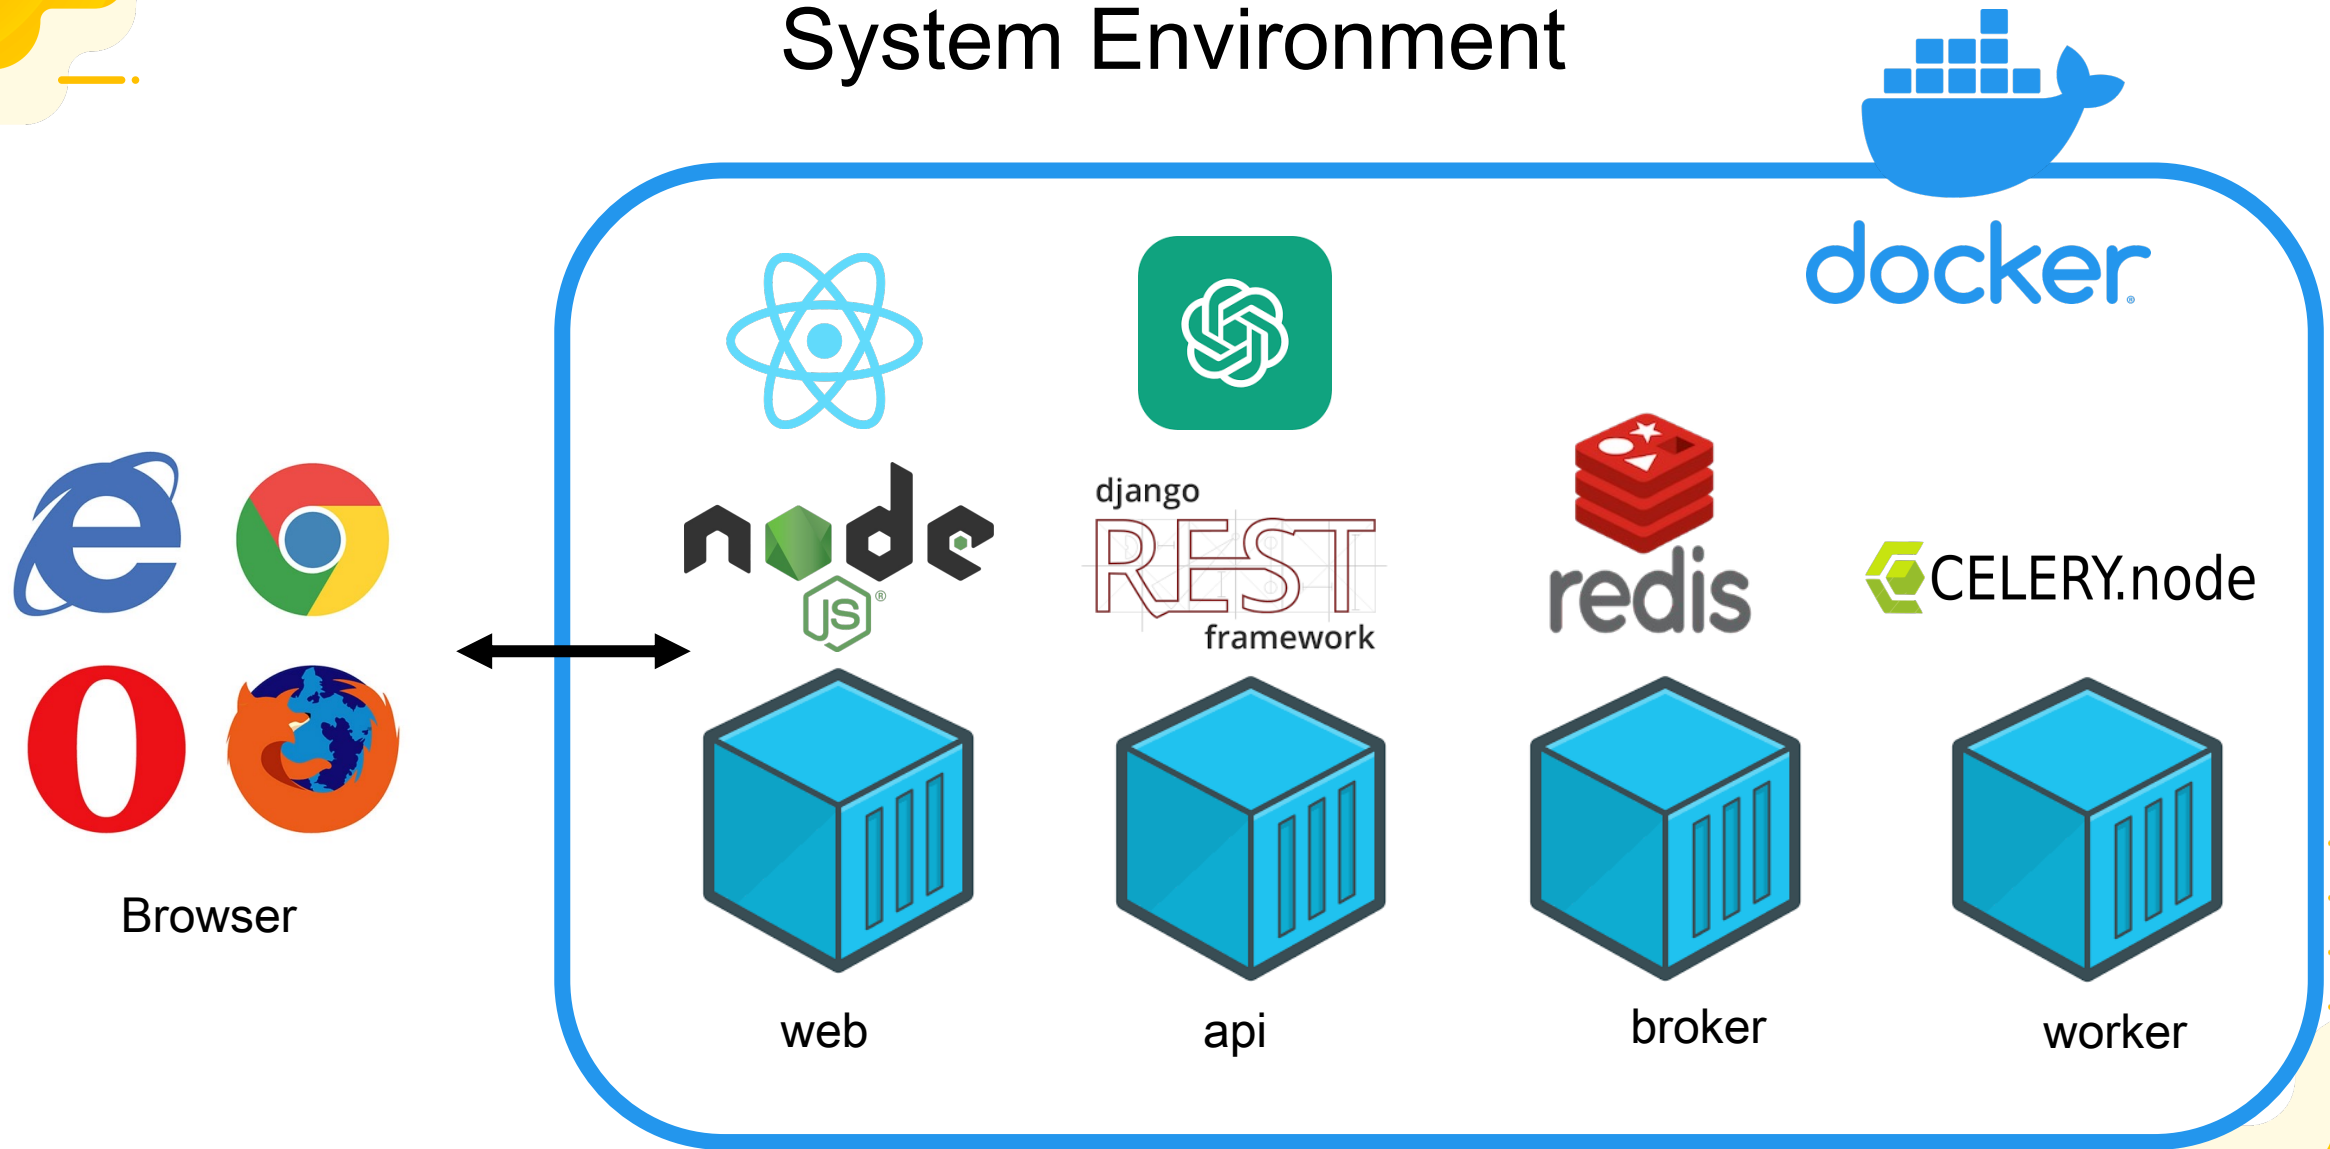 System Environment
docker
node
JS
django
REST
framework
redis
CELERY.node
Browser
web
api
broker
worker